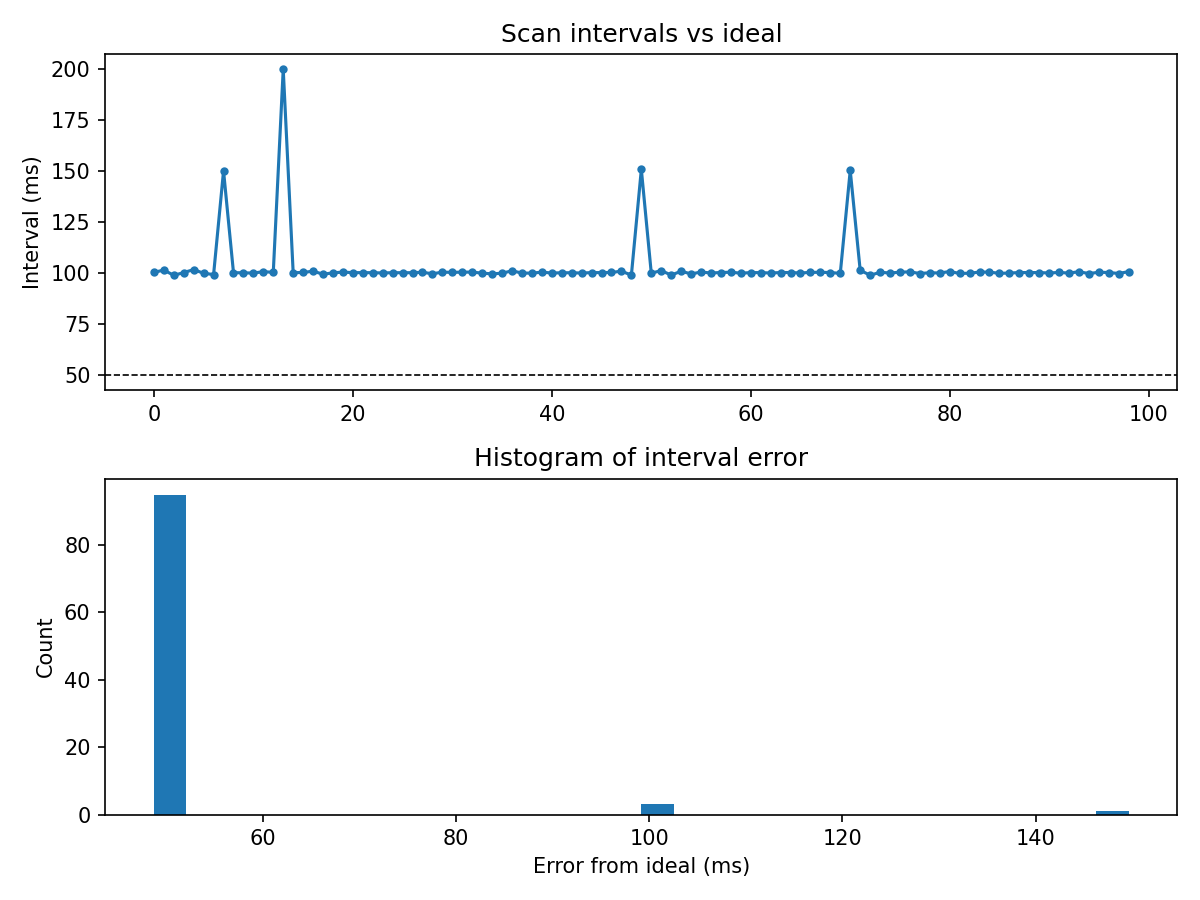 Scan intervals vs ideal
Interval (ms)
200
175
150
125
100
75
50
0 20 40 60 80 100
Histogram of interval error
Count
80
60
40
20
0
60 80 100 120 140
Error from ideal (ms)